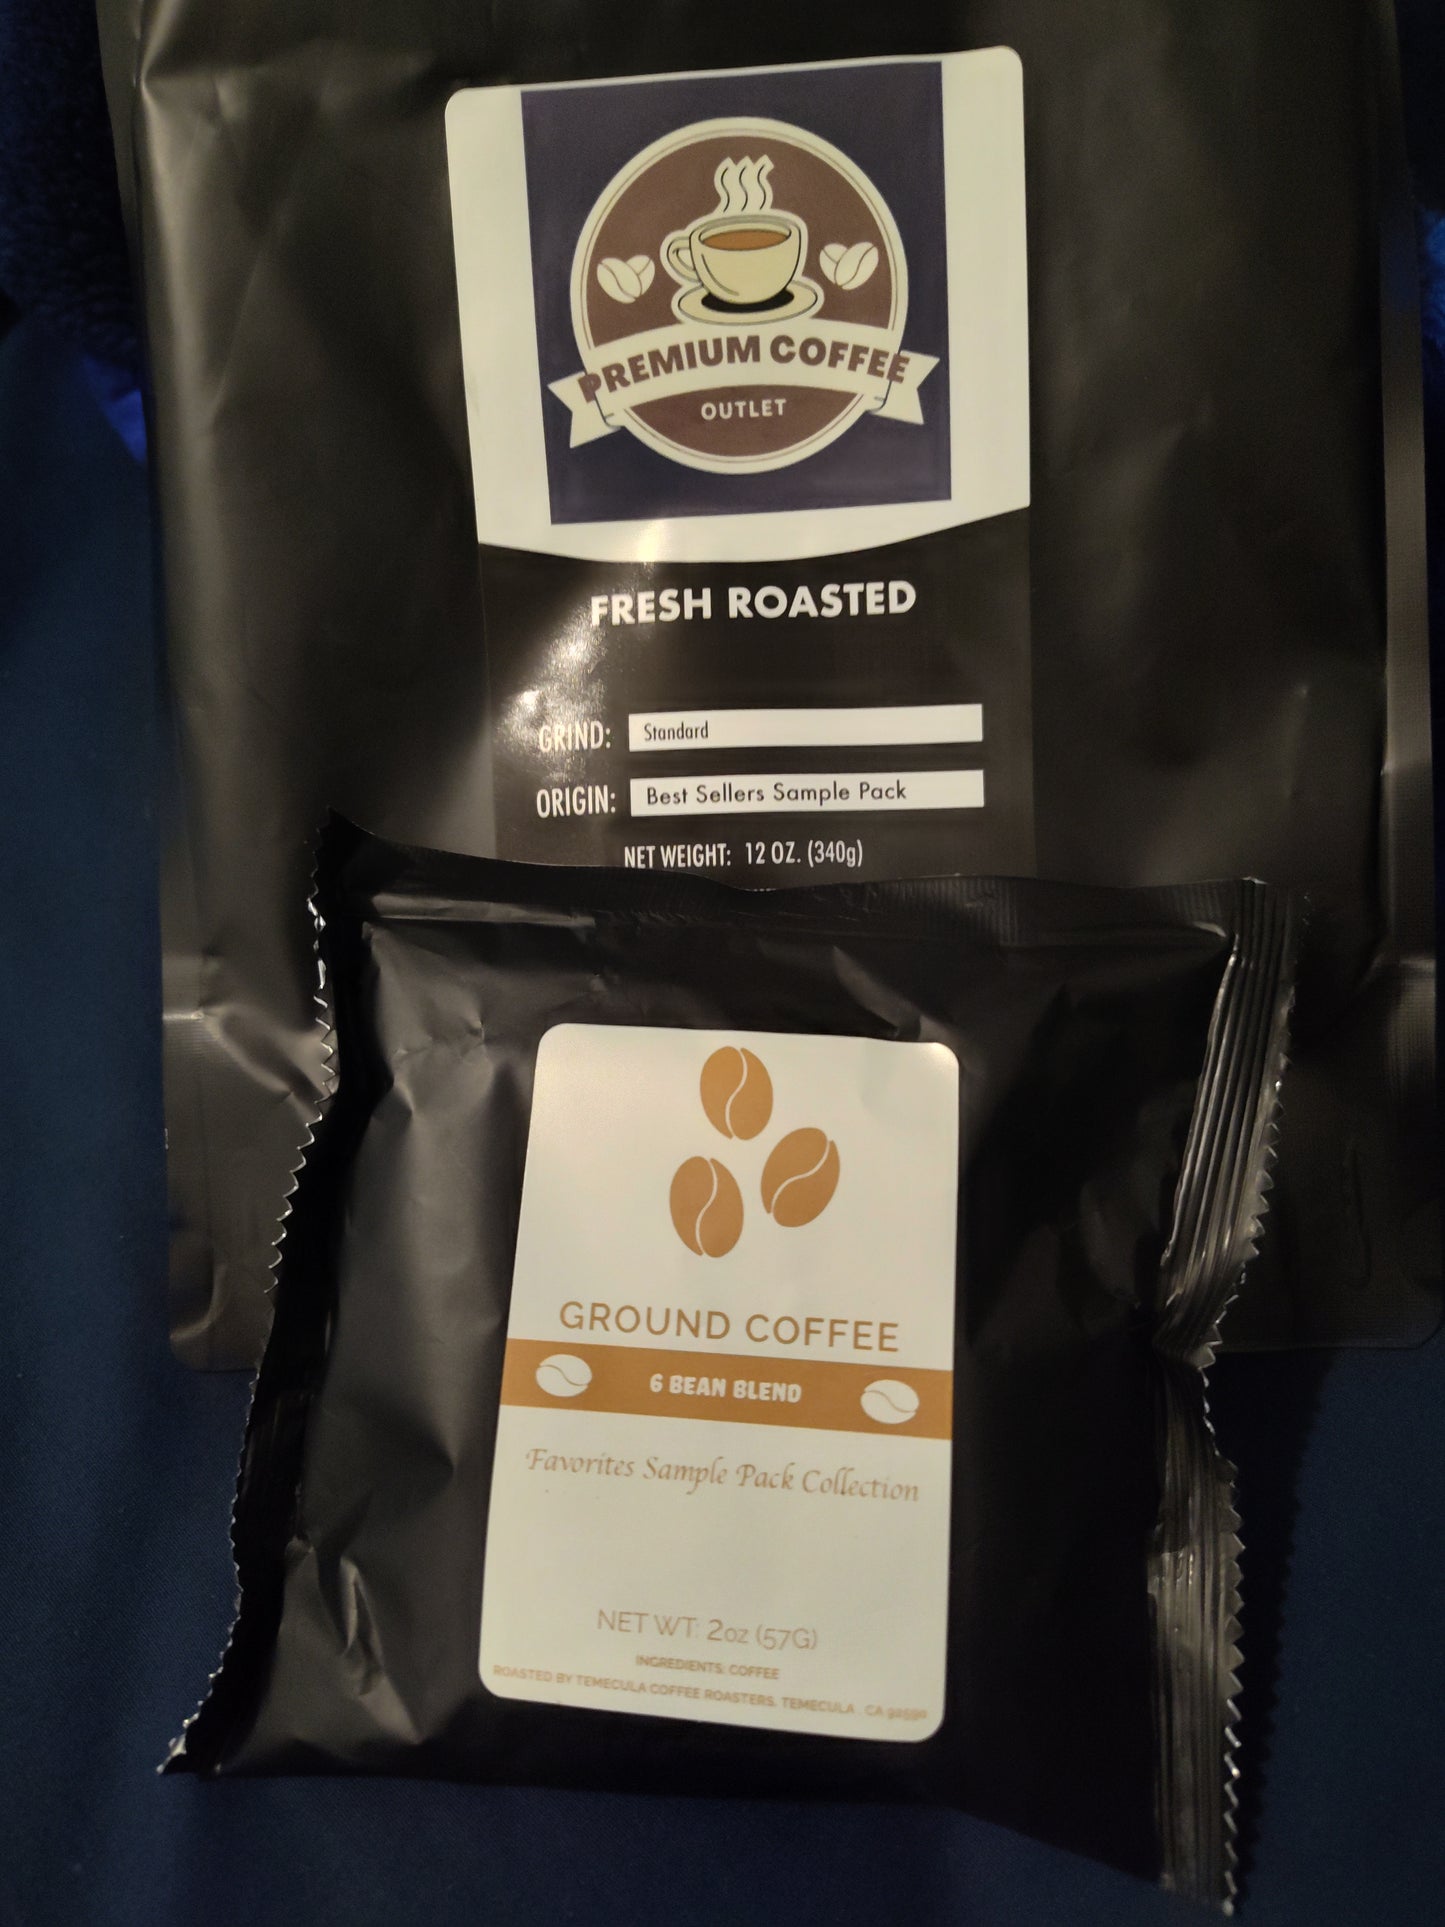 PREMIUM COFFEE
OUTLET
FRESH ROASTED
GRIND: Standard
ORIGIN: Best Sellers Sample Pack
NET WEIGHT: 12 OZ. (340g)
GROUND COFFEE
6 BEAN BLEND
Favorites Sample Pack Collection
NET WT: 2oz (57G)
INGREDIENTS: COFFEE
ROASTED BY TEMECULA COFFEE ROASTERS. TEMECULA . CA 92590